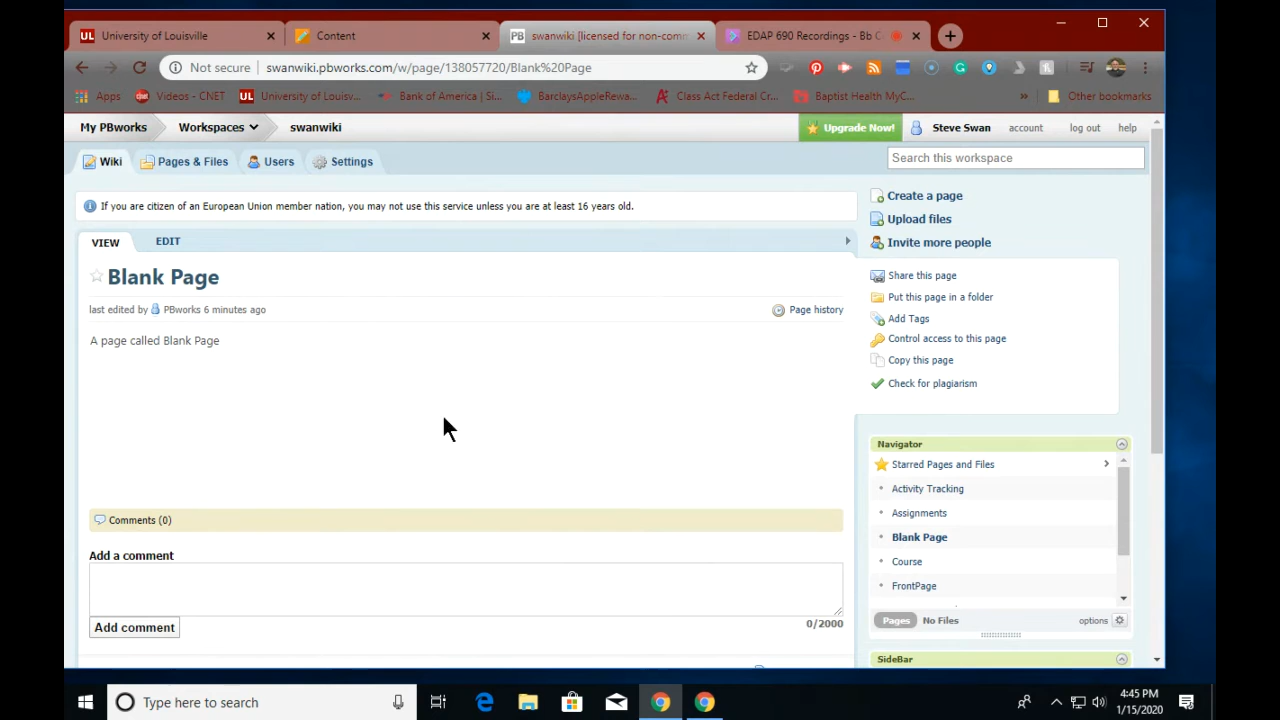 University of Louisville
Content
swanwiki [licensed for non-comm
EDAP 690 Recordings - Bb C
Not secure
swanwiki.pbworks.com/w/page/138057720/Blank%20Page
Apps
Videos - CNET
University of Louisv...
Bank of America | Si...
BarclaysAppleRewa...
Class Act Federal Cr...
Baptist Health MyC...
»
Other bookmarks
My PBworks
Workspaces
swanwiki
Upgrade Now!
Steve Swan
account
log out
help
Wiki
Pages & Files
Users
Settings
Search this workspace
If you are citizen of an European Union member nation, you may not use this service unless you are at least 16 years old.
VIEW
EDIT
Blank Page
last edited by PBworks 6 minutes ago
Page history
A page called Blank Page
Comments (0)
Add a comment
0/2000
Add comment
Create a page
Upload files
Invite more people
Share this page
Put this page in a folder
Add Tags
Control access to this page
Copy this page
Check for plagiarism
Navigator
Starred Pages and Files
Activity Tracking
Assignments
Blank Page
Course
FrontPage
Pages
No Files
options
SideBar
Type here to search
4:45 PM
1/15/2020